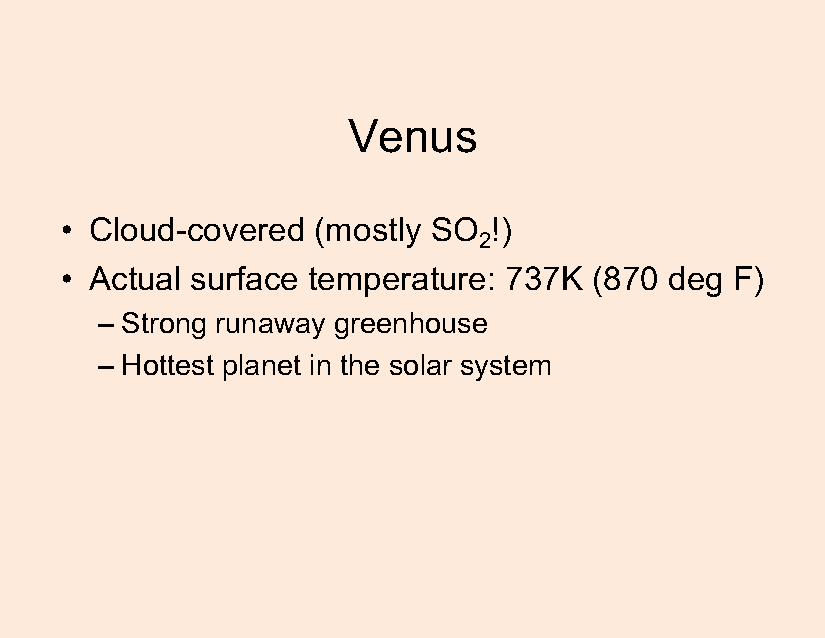 Venus
• Cloud-covered (mostly SO₂!)
• Actual surface temperature: 737K (870 deg F)
– Strong runaway greenhouse
– Hottest planet in the solar system